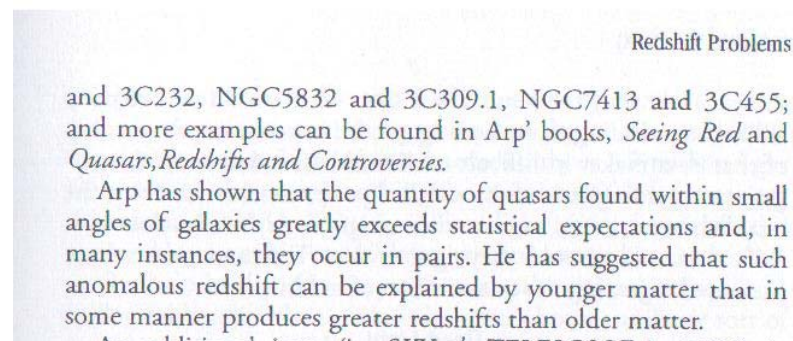 Redshift Problems
and 3C232, NGC5832 and 3C309.1, NGC7413 and 3C455;
and more examples can be found in Arp' books, Seeing Red and
Quasars, Redshifts and Controversies.
Arp has shown that the quantity of quasars found within small
angles of galaxies greatly exceeds statistical expectations and, in
many instances, they occur in pairs. He has suggested that such
anomalous redshift can be explained by younger matter that in
some manner produces greater redshifts than older matter.